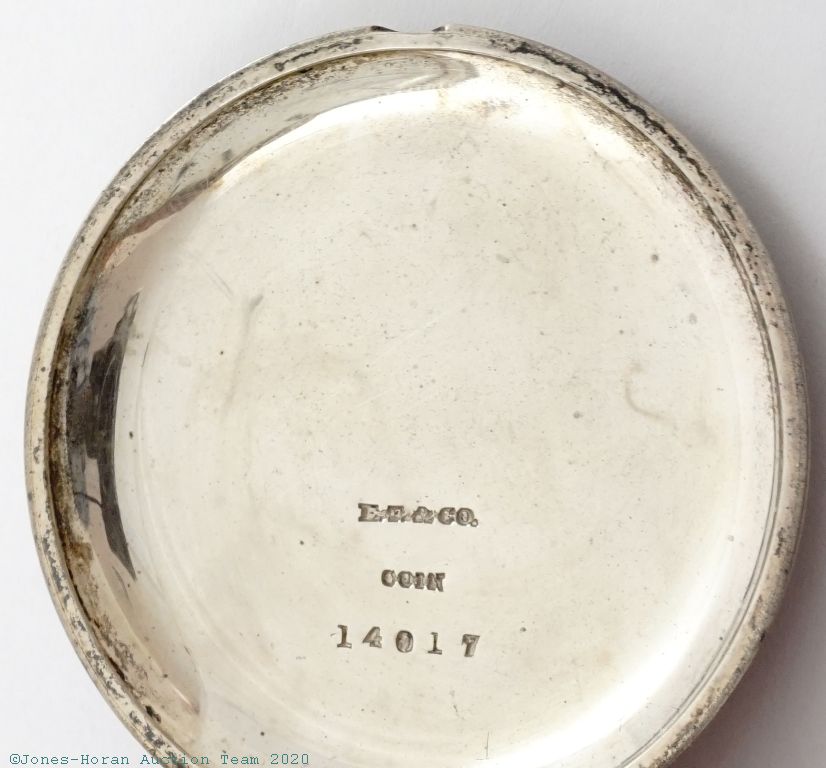 E.F. & CO.
COIN
14017
©Jones-Horan Auction Team 2020